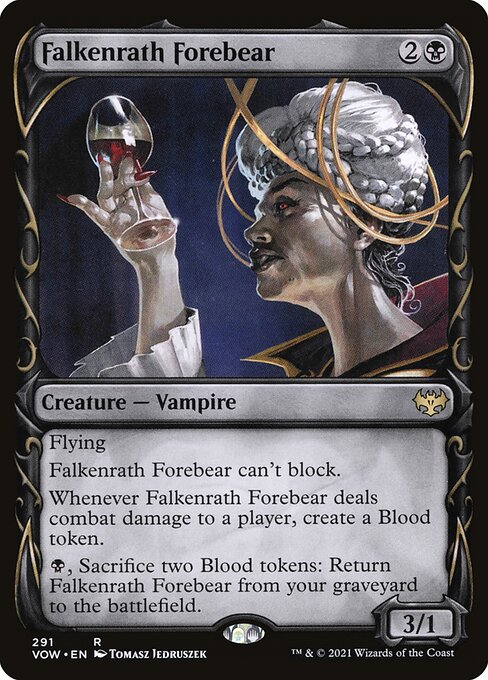 Falkenrath Forebear 2
Creature — Vampire
Flying
Falkenrath Forebear can't block.
Whenever Falkenrath Forebear deals
combat damage to a player, create a Blood
token.
, Sacrifice two Blood tokens: Return
Falkenrath Forebear from your graveyard
to the battlefield.
3/1
291 R
VOW • EN Tomasz Jedruszek
™ & © 2021 Wizards of the Coast